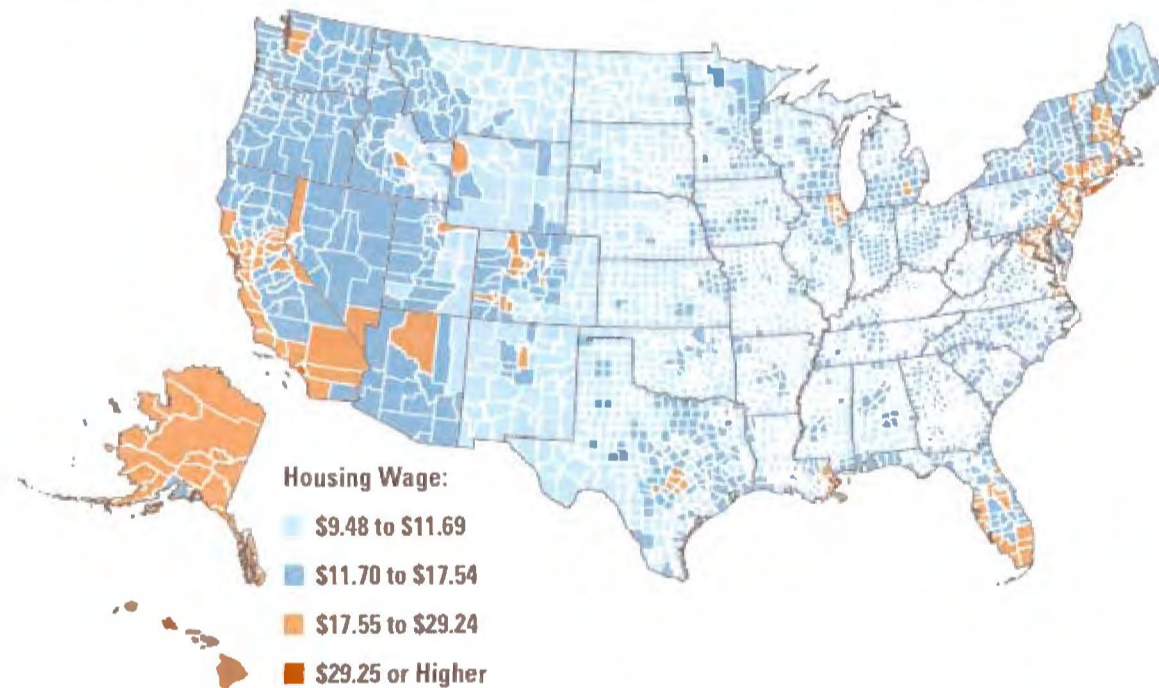 Housing Wage:
$9.48 to $11.69
$11.70 to $17.54
$17.55 to $29.24
$29.25 or Higher